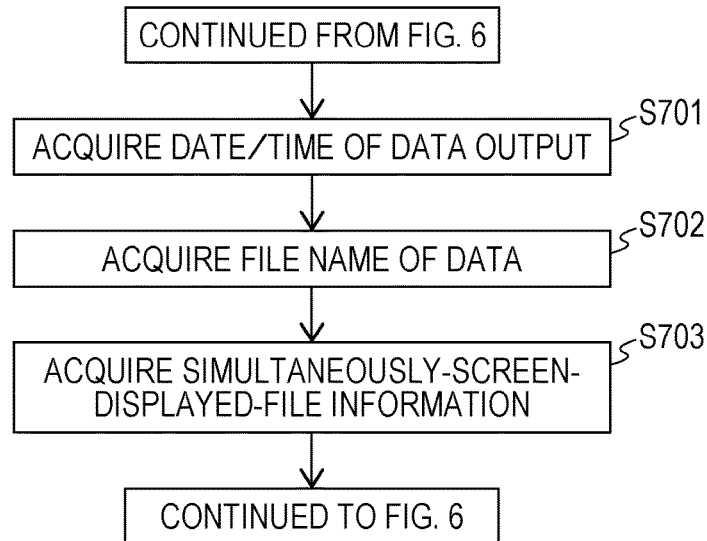 CONTINUED FROM FIG. 6
S701
ACQUIRE DATE/TIME OF DATA OUTPUT
S702
ACQUIRE FILE NAME OF DATA
S703
ACQUIRE SIMULTANEOUSLY-SCREEN-
DISPLAYED-FILE INFORMATION
CONTINUED TO FIG. 6